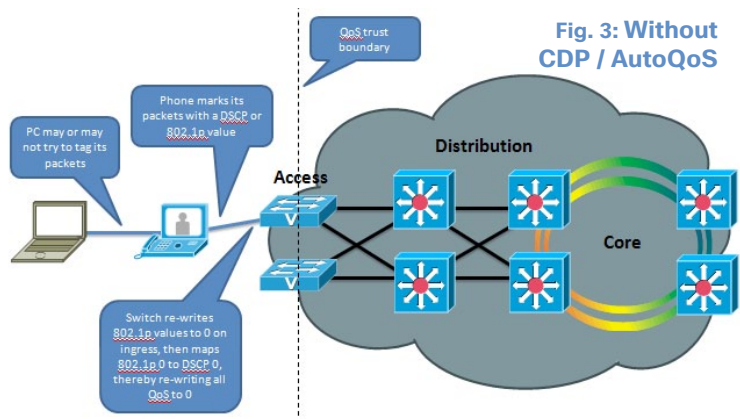 Fig. 3: Without
CDP / AutoQoS
QoS trust
boundary
Phone marks its
packets with a DSCP or
802.1p value
PC may or may
not try to tag its
packets
Distribution
Access
V
V
Core
Switch re-writes
802.1p values to 0 on
ingress, then maps
802.1p 0 to DSCP 0,
thereby re-writing all
QoS to 0